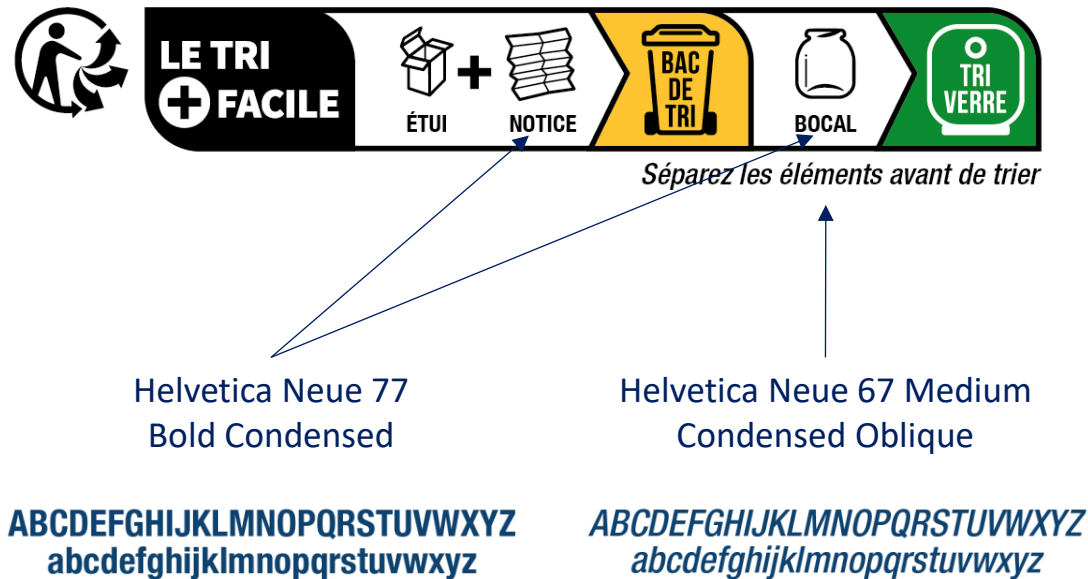 LE TRI
+ FACILE
+
ÉTUI
NOTICE
BAC
DE
TRI
BOCAL
TRI
VERRE
Séparez les éléments avant de trier
Helvetica Neue 77
Bold Condensed
Helvetica Neue 67 Medium
Condensed Oblique
ABCDEFGHIJKLMNOPQRSTUVWXYZ
abcdefghijklmnopqrstuvwxyz
ABCDEFGHIJKLMNOPQRSTUVWXYZ
abcdefghijklmnopqrstuvwxyz